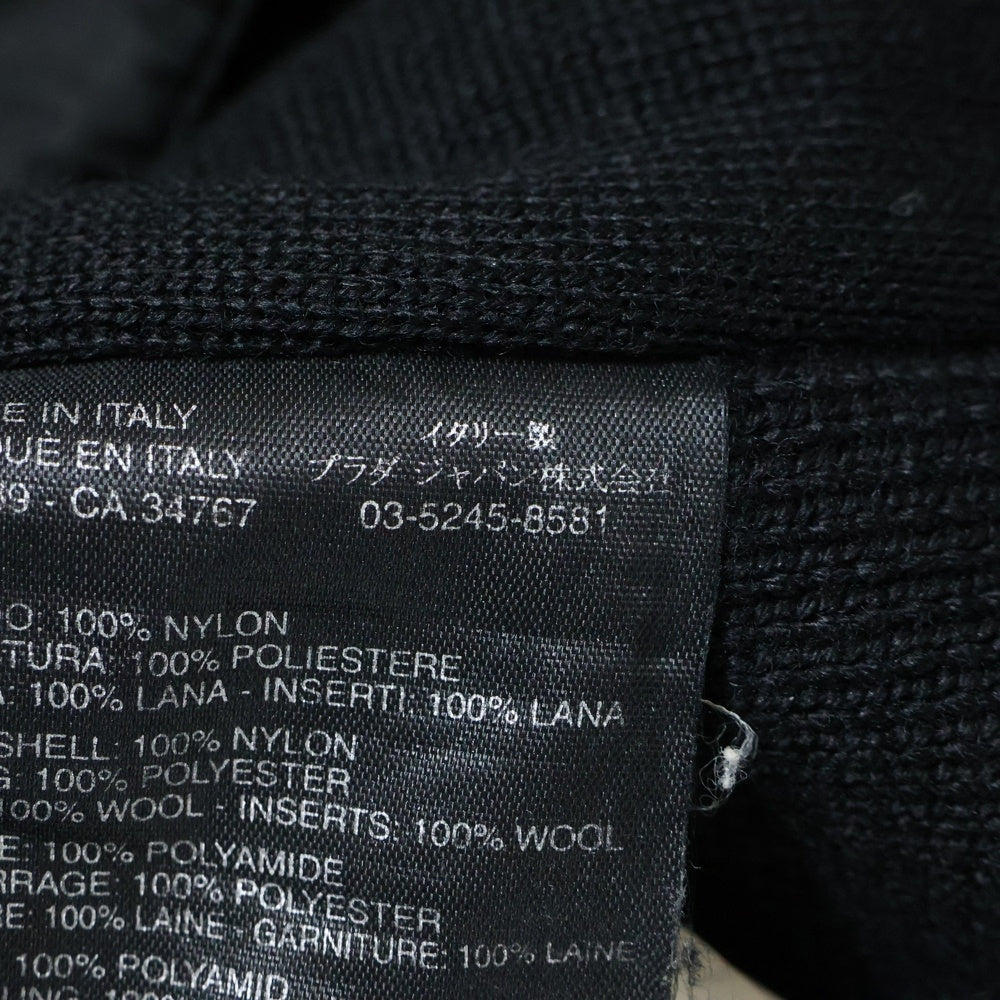 E IN ITALY
QUÈ EN ITALY
09 - CA.34767
イタリー製
プラダ ジャパン株式会社
03-5245-8581
O: 100% NYLON
TURA: 100% POLIESTERE
A: 100% LANA - INSERTI: 100% LANA
SHELL: 100% NYLON
G: 100% POLYESTER
100% WOOL - INSERTS: 100% WOOL
E: 100% POLYAMIDE
RRAGE: 100% POLYESTER
RE: 100% LAINE - GARNITURE: 100% LAINE
100% POLYAMID